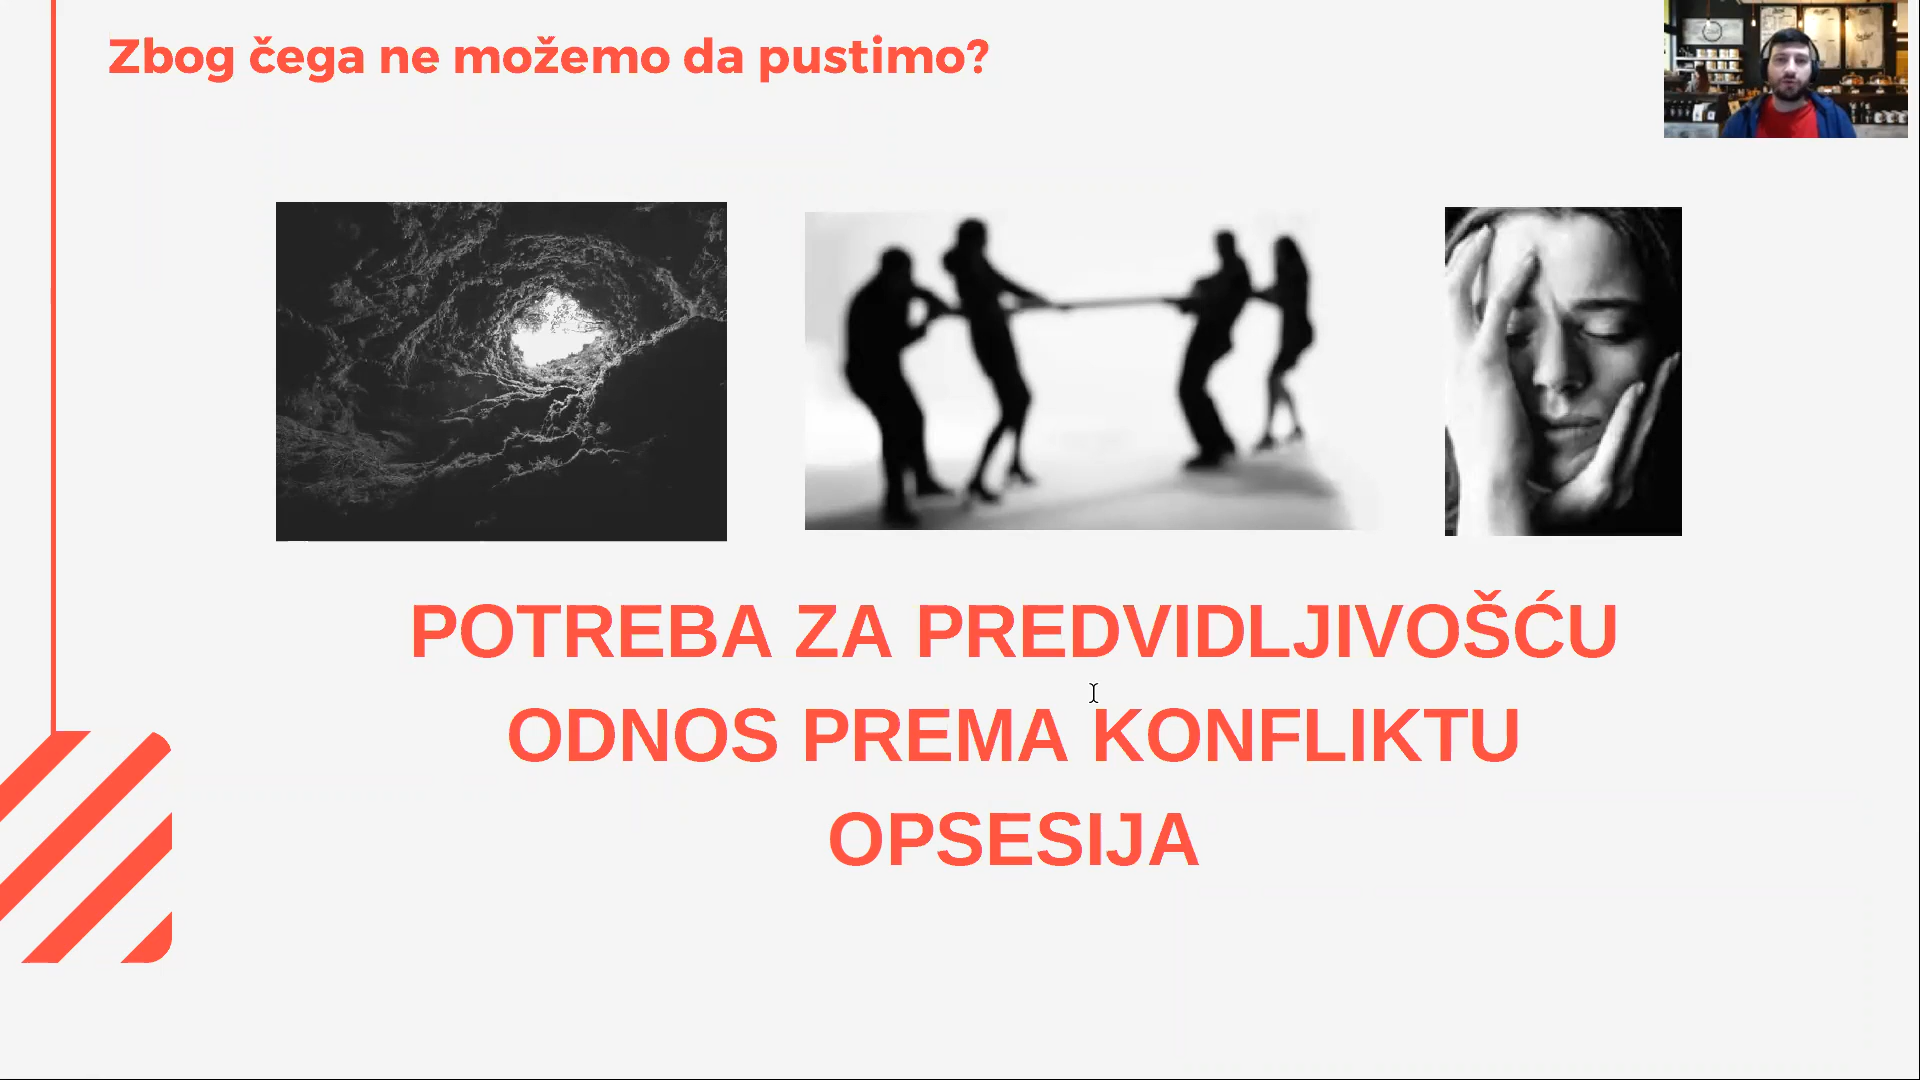 Zbog čega ne možemo da pustimo?
POTREBA ZA PREDVIDLJIVOŠĆU
ODNOS PREMA KONFLIKTU
OPSESIJA